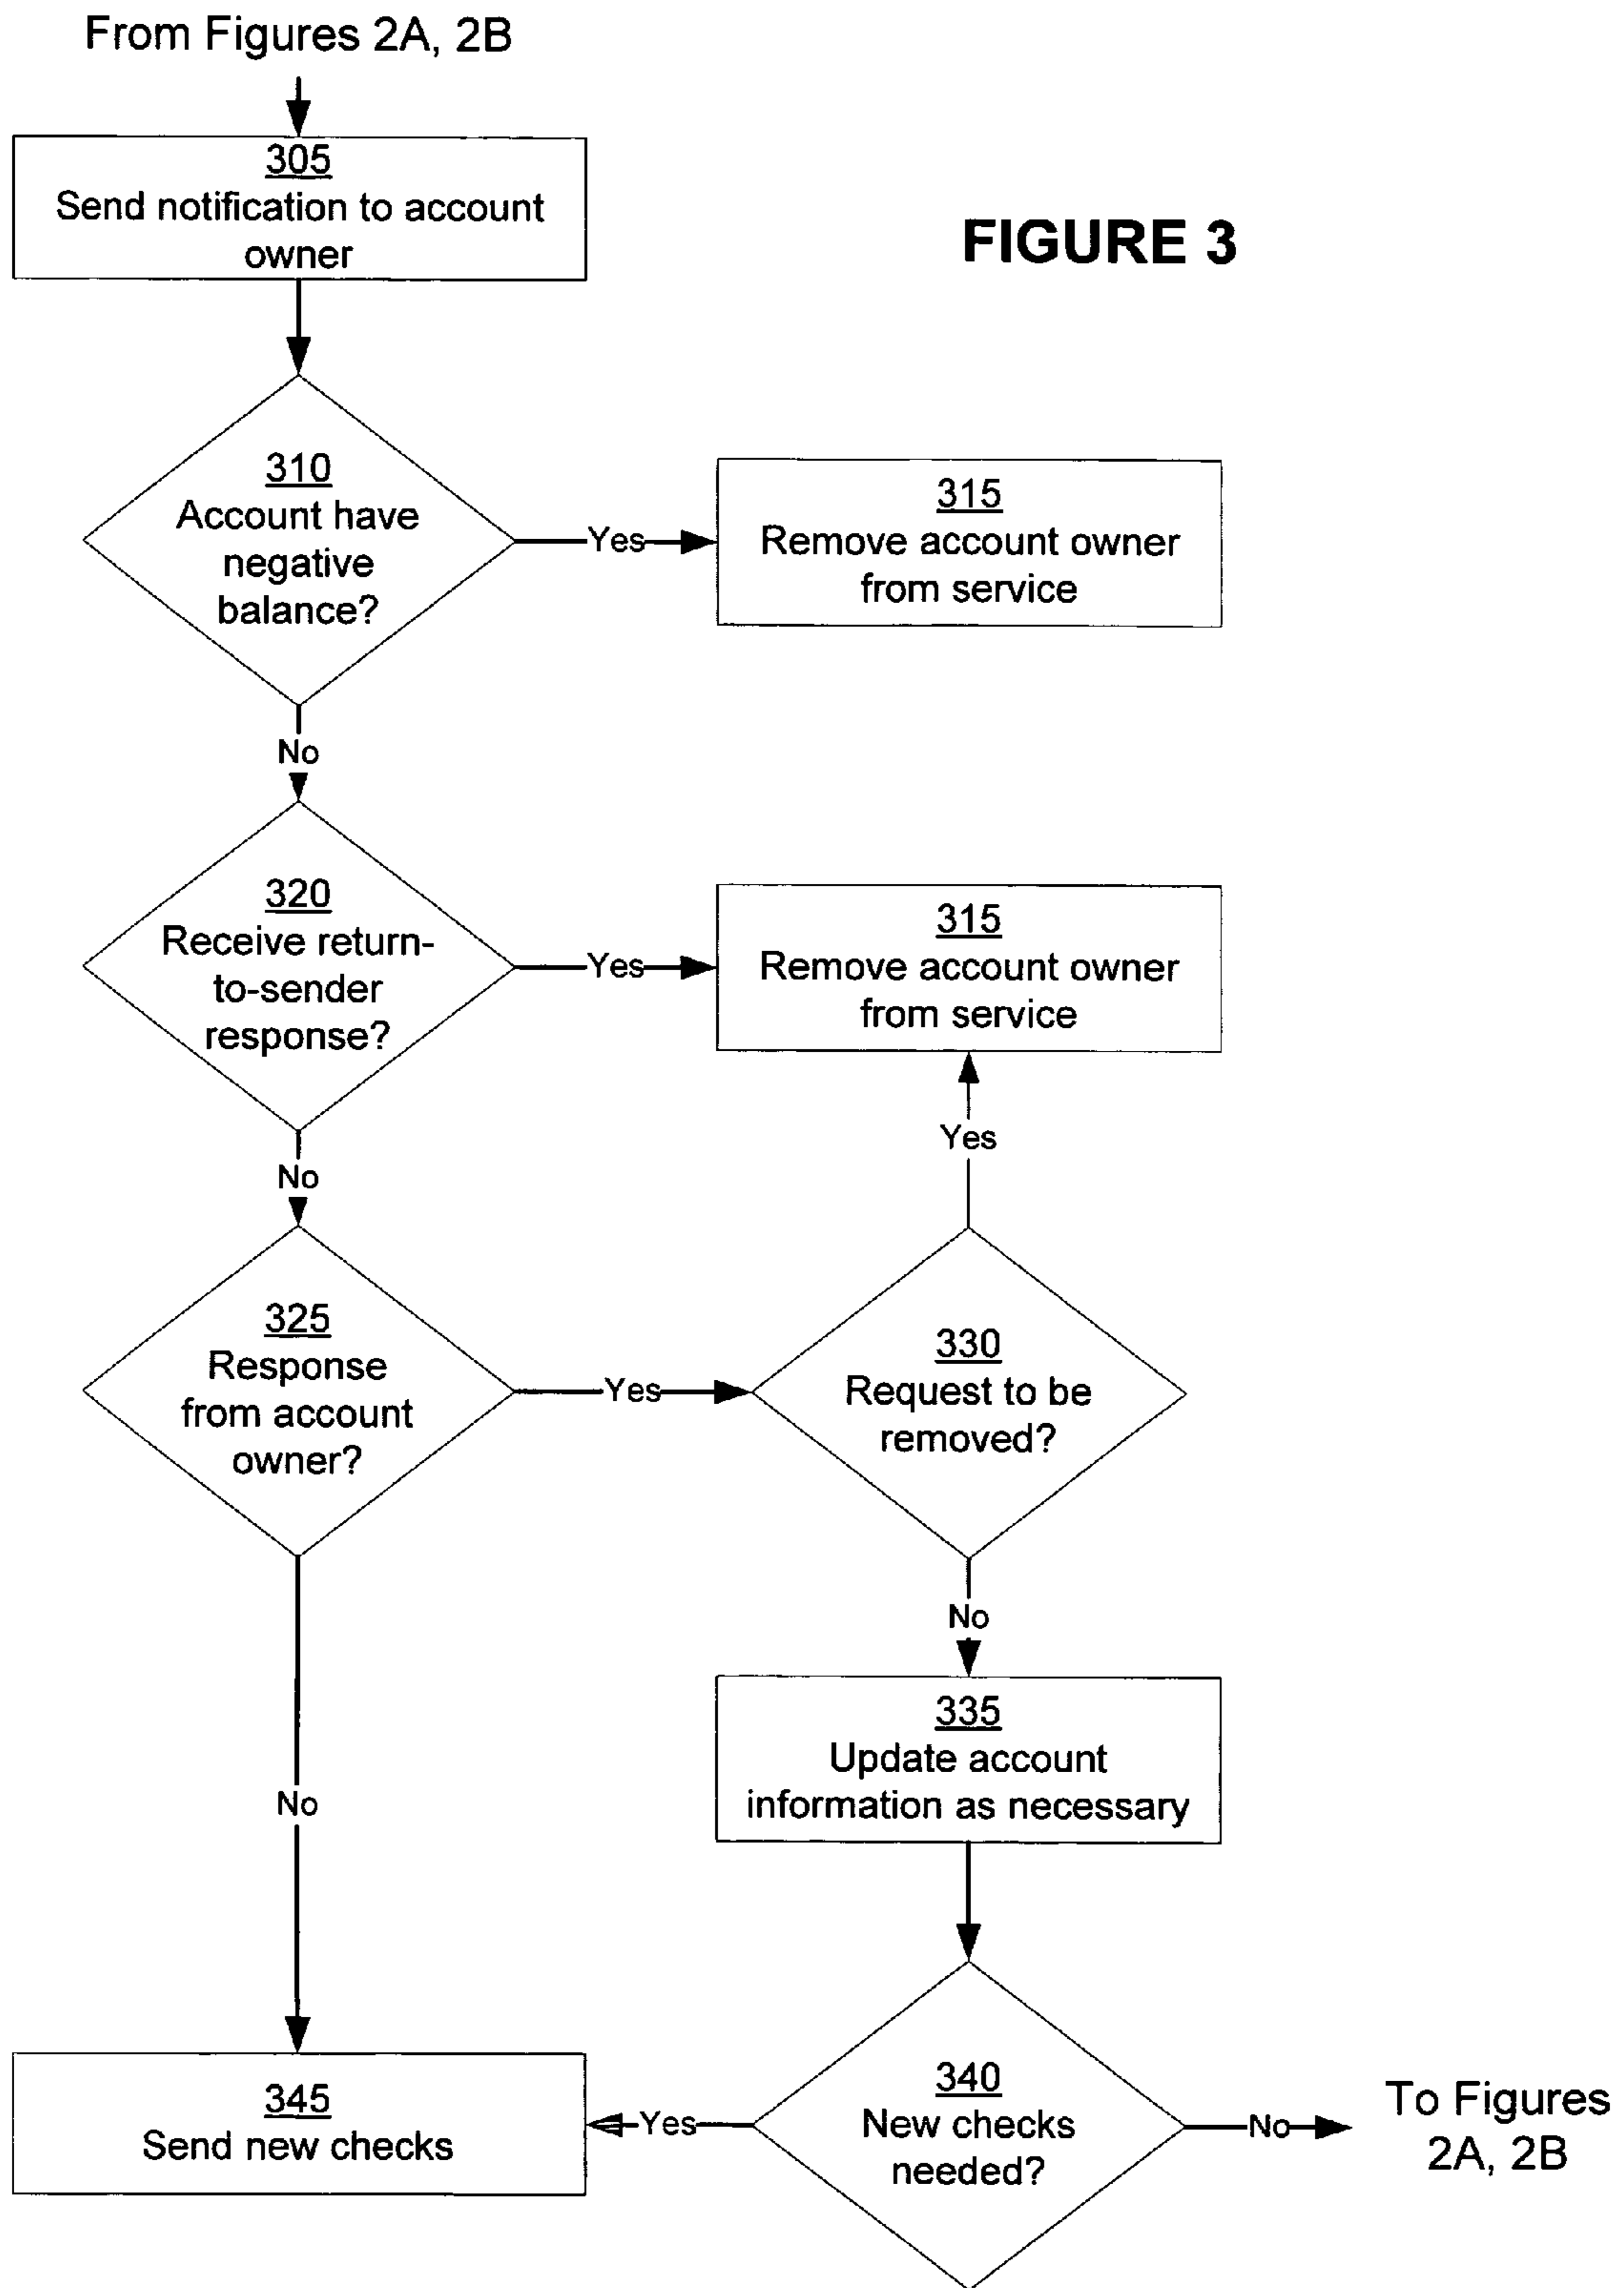 From Figures 2A, 2B
305
Send notification to account
owner
FIGURE 3
310
Account have
negative
balance?
Yes
315
Remove account owner
from service
No
320
Receive return-
to-sender
response?
Yes
315
Remove account owner
from service
Yes
No
325
Response
from account
owner?
Yes
330
Request to be
removed?
No
335
Update account
information as necessary
No
345
Send new checks
Yes
340
New checks
needed?
No
To Figures
2A, 2B